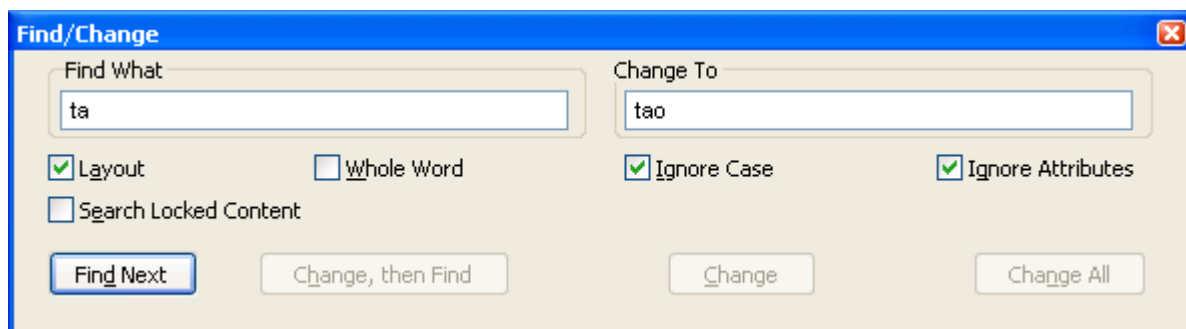 Find/Change
Find What
Change To
ta
tao
Layout
Whole Word
Ignore Case
Ignore Attributes
Search Locked Content
Find Next
Change, then Find
Change
Change All